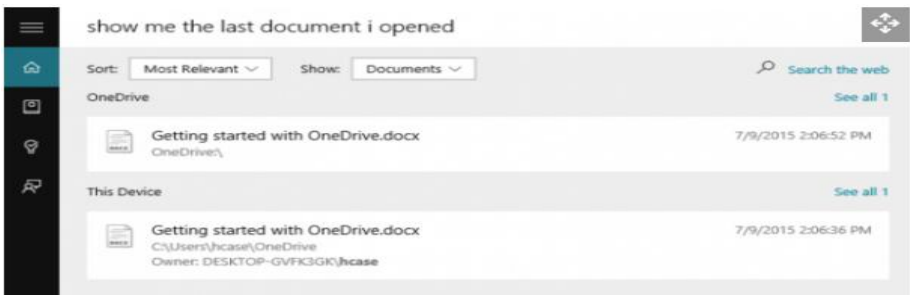 show me the last document i opened
Sort: Most Relevant Show: Documents Search the web
OneDrive See all 1
Getting started with OneDrive.docx 7/9/2015 2:06:52 PM
OneDrive:\
This Device See all 1
Getting started with OneDrive.docx 7/9/2015 2:06:36 PM
C:\Users\hcase\OneDrive
Owner: DESKTOP-GVFK3GK\hcase